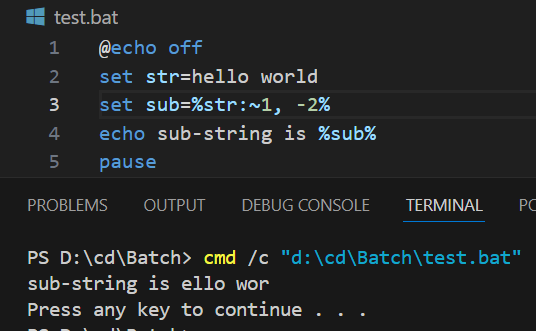 test.bat
1 @echo off
2 set str=hello world
3 set sub=%str:~1, -2%
4 echo sub-string is %sub%
5 pause
PROBLEMS OUTPUT DEBUG CONSOLE TERMINAL
PS D:\cd\Batch> cmd /c "d:\cd\Batch\test.bat"
sub-string is ello wor
Press any key to continue . . .